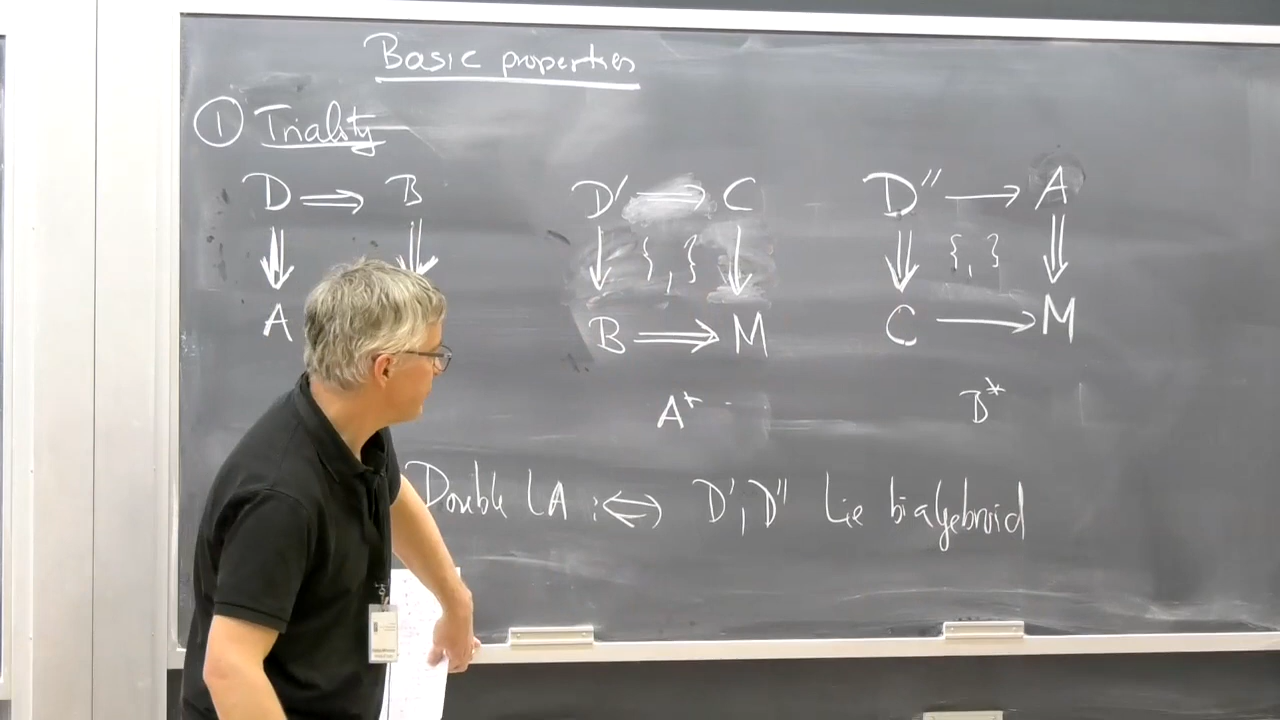 Basic properties
① Triality
D ⇒ B D' ⇒ C D'' → A
⇓ ⇓ ⇓ { , } ⇓ ⇓ { , } ⇓
A B ⇒ M C → M
A* B*
Double LA :⇔ D', D'' Lie bialgebroid